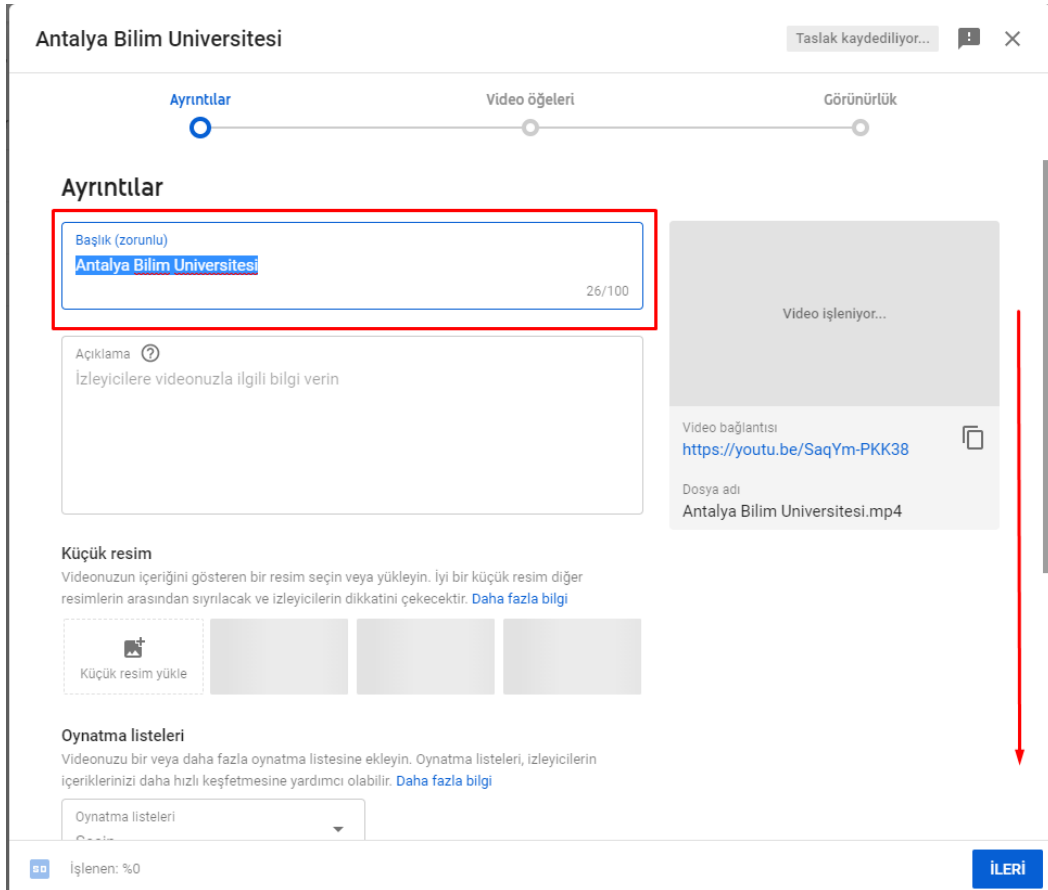 Antalya Bilim Universitesi
Taslak kaydediliyor...
Ayrıntılar
Video öğeleri
Görünürlük
Ayrıntılar
Başlık (zorunlu)
Antalya Bilim Universitesi
26/100
Açıklama
İzleyicilere videonuzla ilgili bilgi verin
Video işleniyor...
Video bağlantısı
https://youtu.be/SaqYm-PKK38
Dosya adı
Antalya Bilim Universitesi.mp4
Küçük resim
Videonuzun içeriğini gösteren bir resim seçin veya yükleyin. İyi bir küçük resim diğer
resimlerin arasından sıyrılacak ve izleyicilerin dikkatini çekecektir. Daha fazla bilgi
Küçük resim yükle
Oynatma listeleri
Videonuzu bir veya daha fazla oynatma listesine ekleyin. Oynatma listeleri, izleyicilerin
içeriklerinizi daha hızlı keşfetmesine yardımcı olabilir. Daha fazla bilgi
Oynatma listeleri
SD
İşlenen: %0
İLERİ